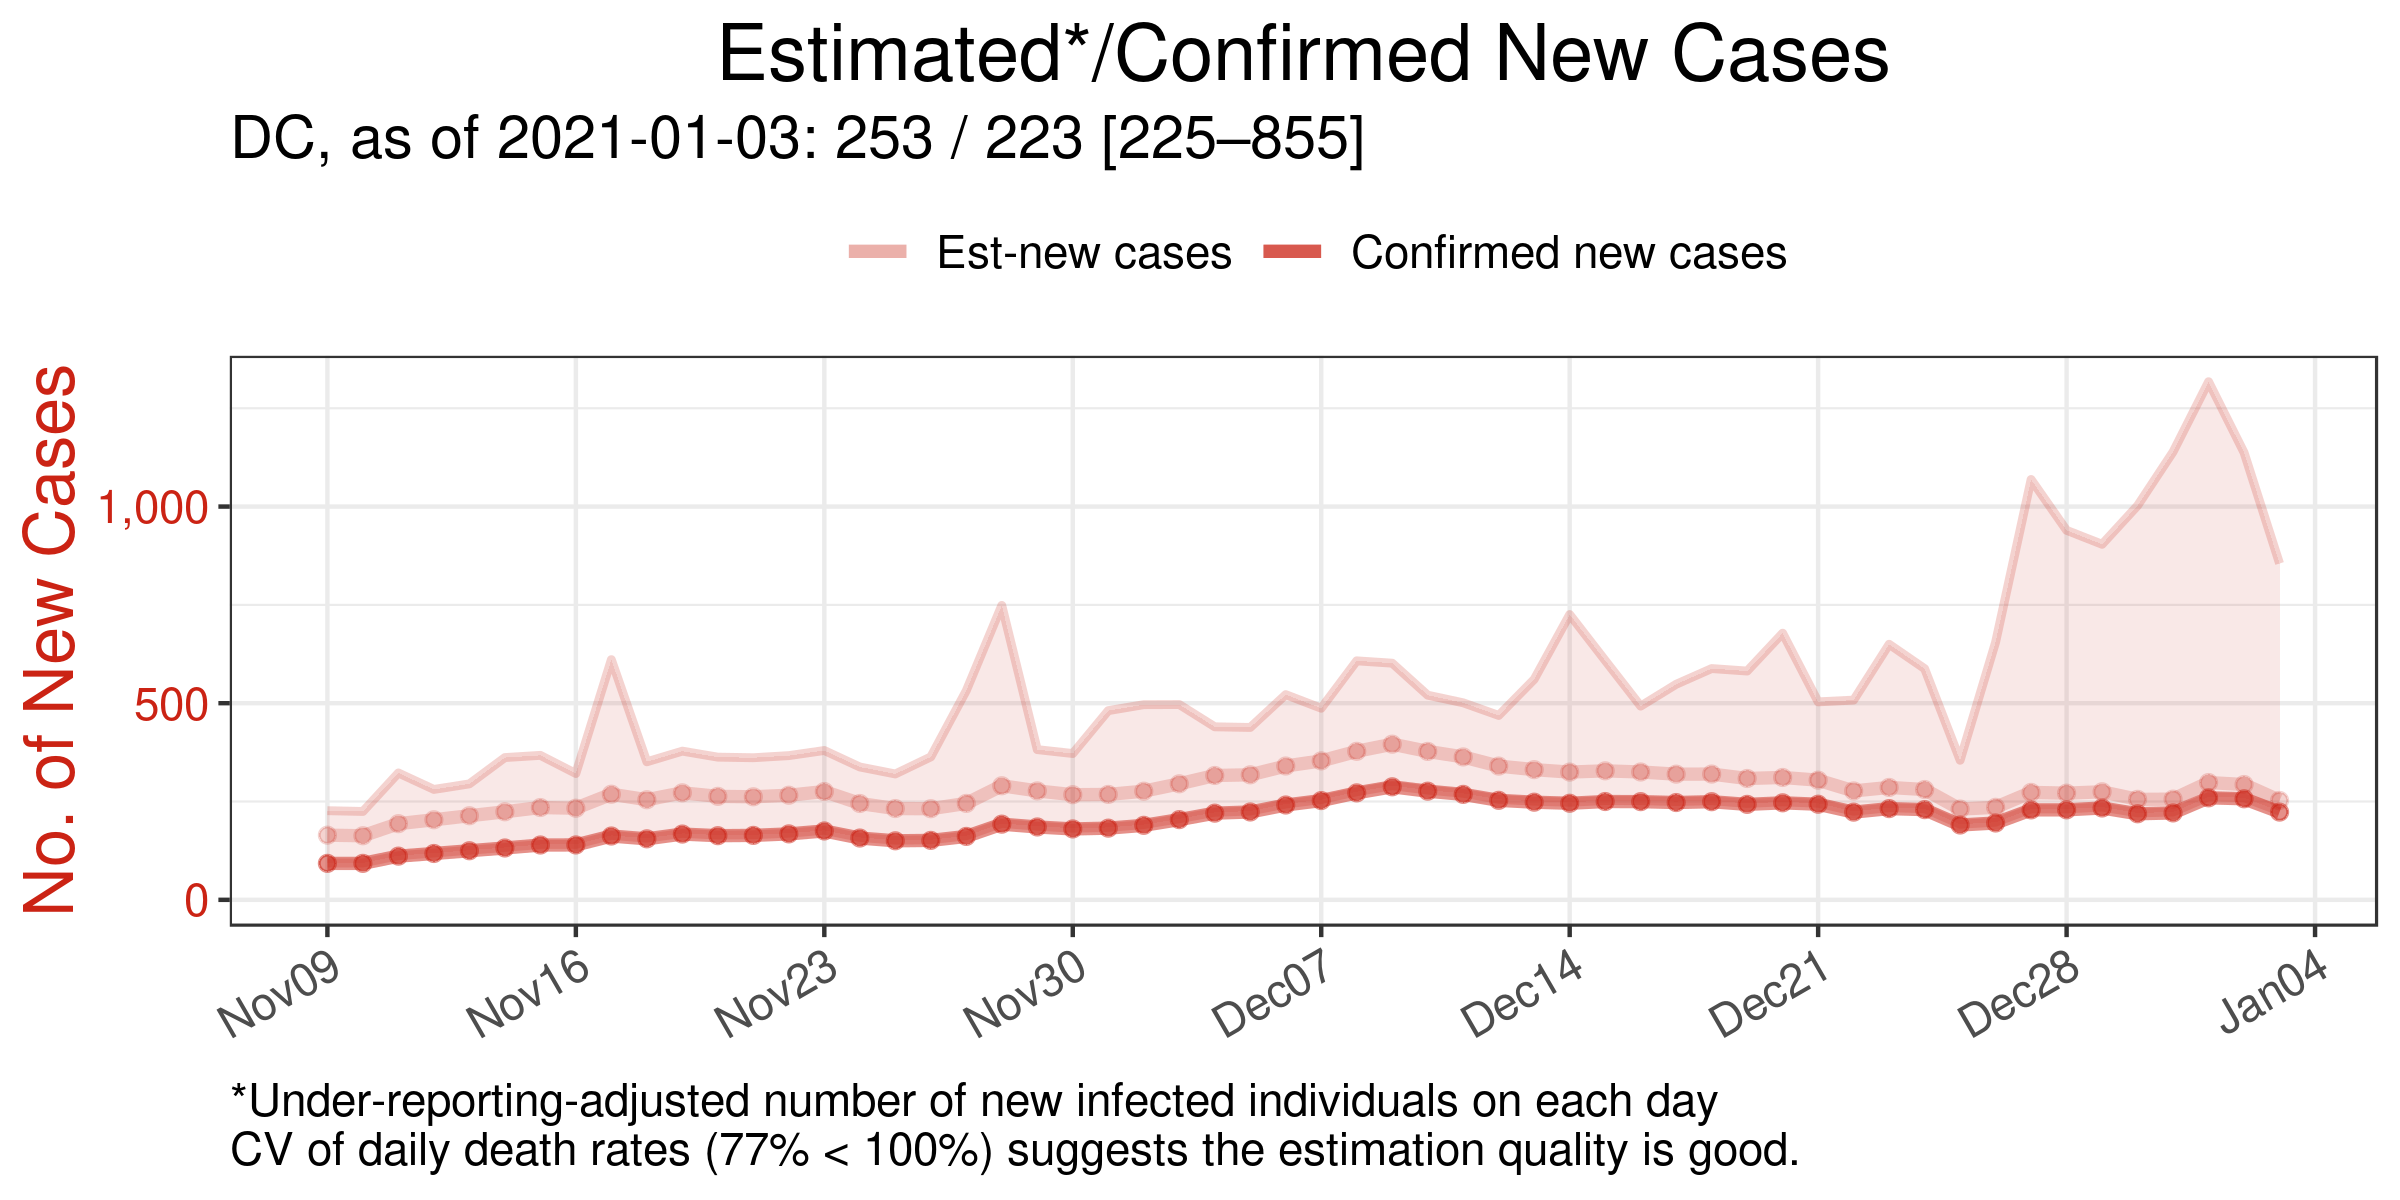 Estimated*/Confirmed New Cases
DC, as of 2021-01-03: 253 / 223 [225–855]
Est-new cases Confirmed new cases
No. of New Cases
1,000
500
0
Nov09 Nov16 Nov23 Nov30 Dec07 Dec14 Dec21 Dec28 Jan04
*Under-reporting-adjusted number of new infected individuals on each day
CV of daily death rates (77% < 100%) suggests the estimation quality is good.